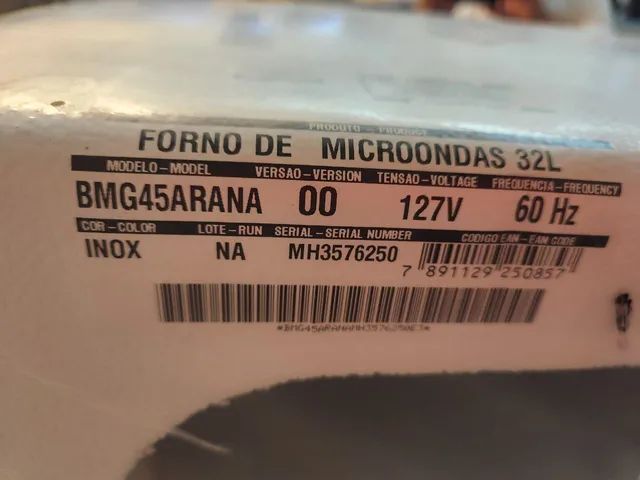 PRODUTO - PRODUCT
FORNO DE MICROONDAS 32L
MODELO-MODEL VERSAO-VERSION TENSAO-VOLTAGE FREQUENCIA-FREQUENCY
BMG45ARANA 00 127V 60 Hz
COR-COLOR LOTE-RUN SERIAL-SERIAL NUMBER CODIGO EAN-EAN CODE
INOX NA MH3576250
7 891129 250857
*BMG45ARANAMH3576250E3*